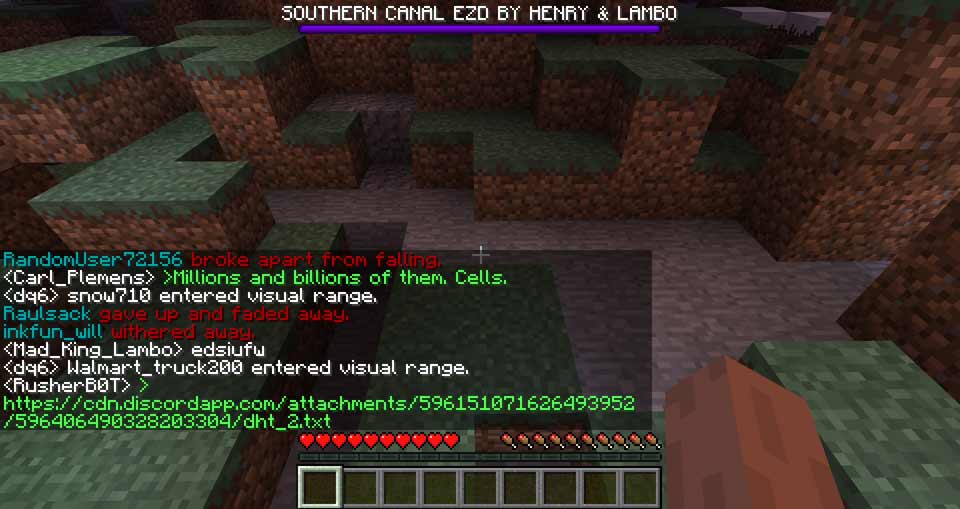 SOUTHERN CANAL EZD BY HENRY & LAMBO
RandomUser72156 broke apart from falling.
<Carl_Plemens> >Millions and billions of them. Cells.
<dq6> snow710 entered visual range.
Raulsack gave up and faded away.
inkfun_will withered away.
<Mad_King_Lambo> edsiufw
<dq6> Walmart_truck200 entered visual range.
<RusherB0T> >
https://cdn.discordapp.com/attachments/596151071626493952
/596406490328203304/dht_2.txt